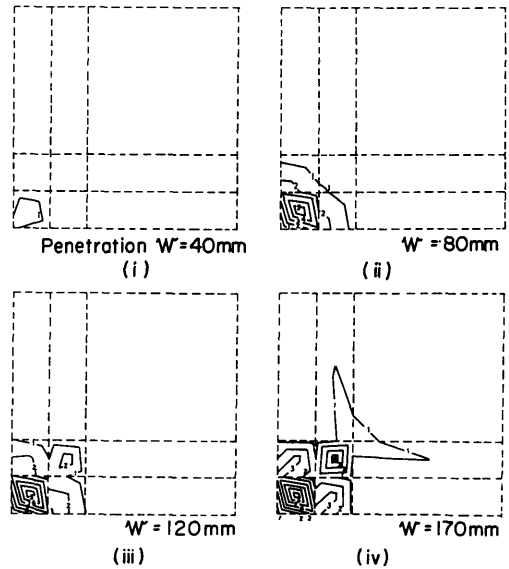 Penetration 'W'=40mm
(i)
'W'=80mm
(ii)
'W'=120mm
(iii)
'W'=170mm
(iv)